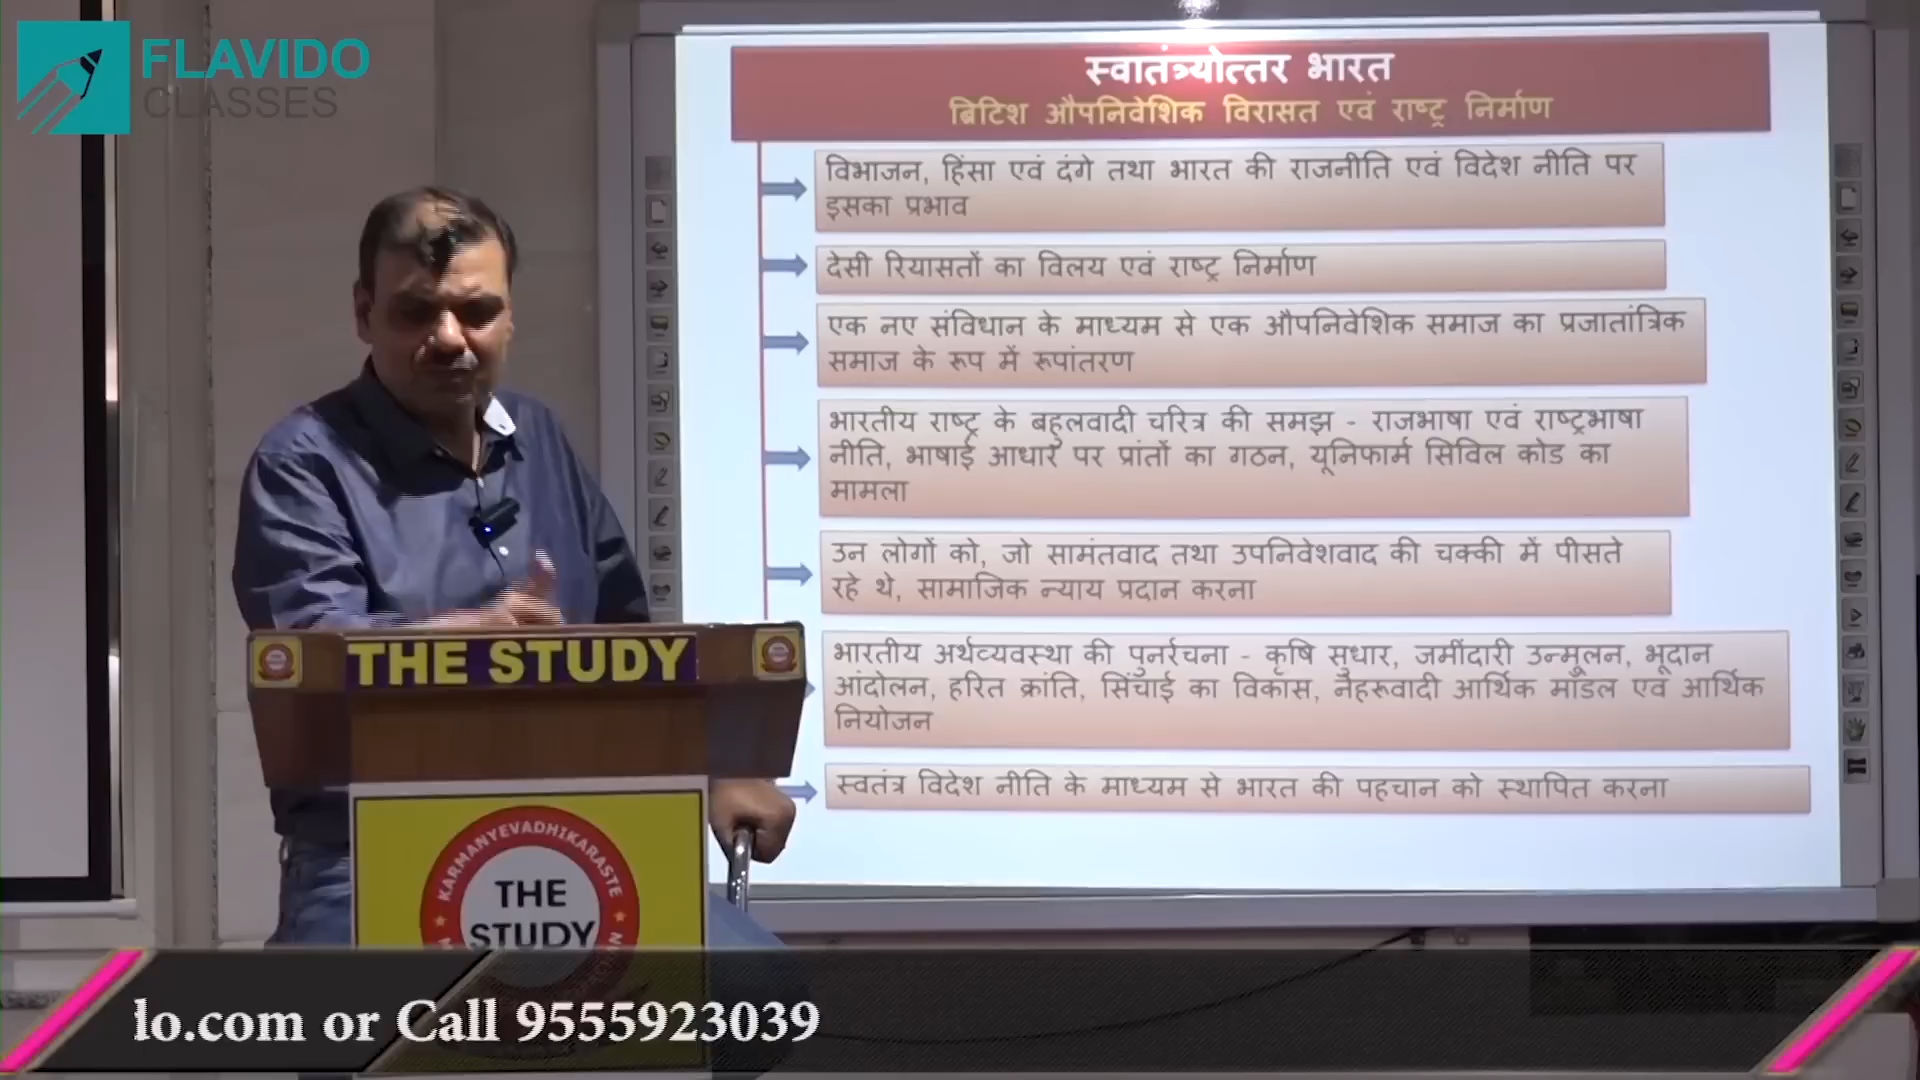 FLAVIDO
CLASSES
स्वातंत्र्योत्तर भारत
ब्रिटिश औपनिवेशिक विरासत एवं राष्ट्र निर्माण
विभाजन, हिंसा एवं दंगे तथा भारत की राजनीति एवं विदेश नीति पर
इसका प्रभाव
देसी रियासतों का विलय एवं राष्ट्र निर्माण
एक नए संविधान के माध्यम से एक औपनिवेशिक समाज का प्रजातांत्रिक
समाज के रूप में रूपांतरण
भारतीय राष्ट्र के बहुलवादी चरित्र की समझ - राजभाषा एवं राष्ट्रभाषा
नीति, भाषाई आधार पर प्रांतों का गठन, यूनिफार्म सिविल कोड का
मामला
उन लोगों को, जो सामंतवाद तथा उपनिवेशवाद की चक्की में पीसते
रहे थे, सामाजिक न्याय प्रदान करना
भारतीय अर्थव्यवस्था की पुनर्रचना - कृषि सुधार, जमींदारी उन्मूलन, भूदान
आंदोलन, हरित क्रांति, सिंचाई का विकास, नेहरूवादी आर्थिक मॉडल एवं आर्थिक
नियोजन
स्वतंत्र विदेश नीति के माध्यम से भारत की पहचान को स्थापित करना
THE STUDY
KARMANYEVADHIKARASTE
THE
STUDY
lo.com or Call 9555923039